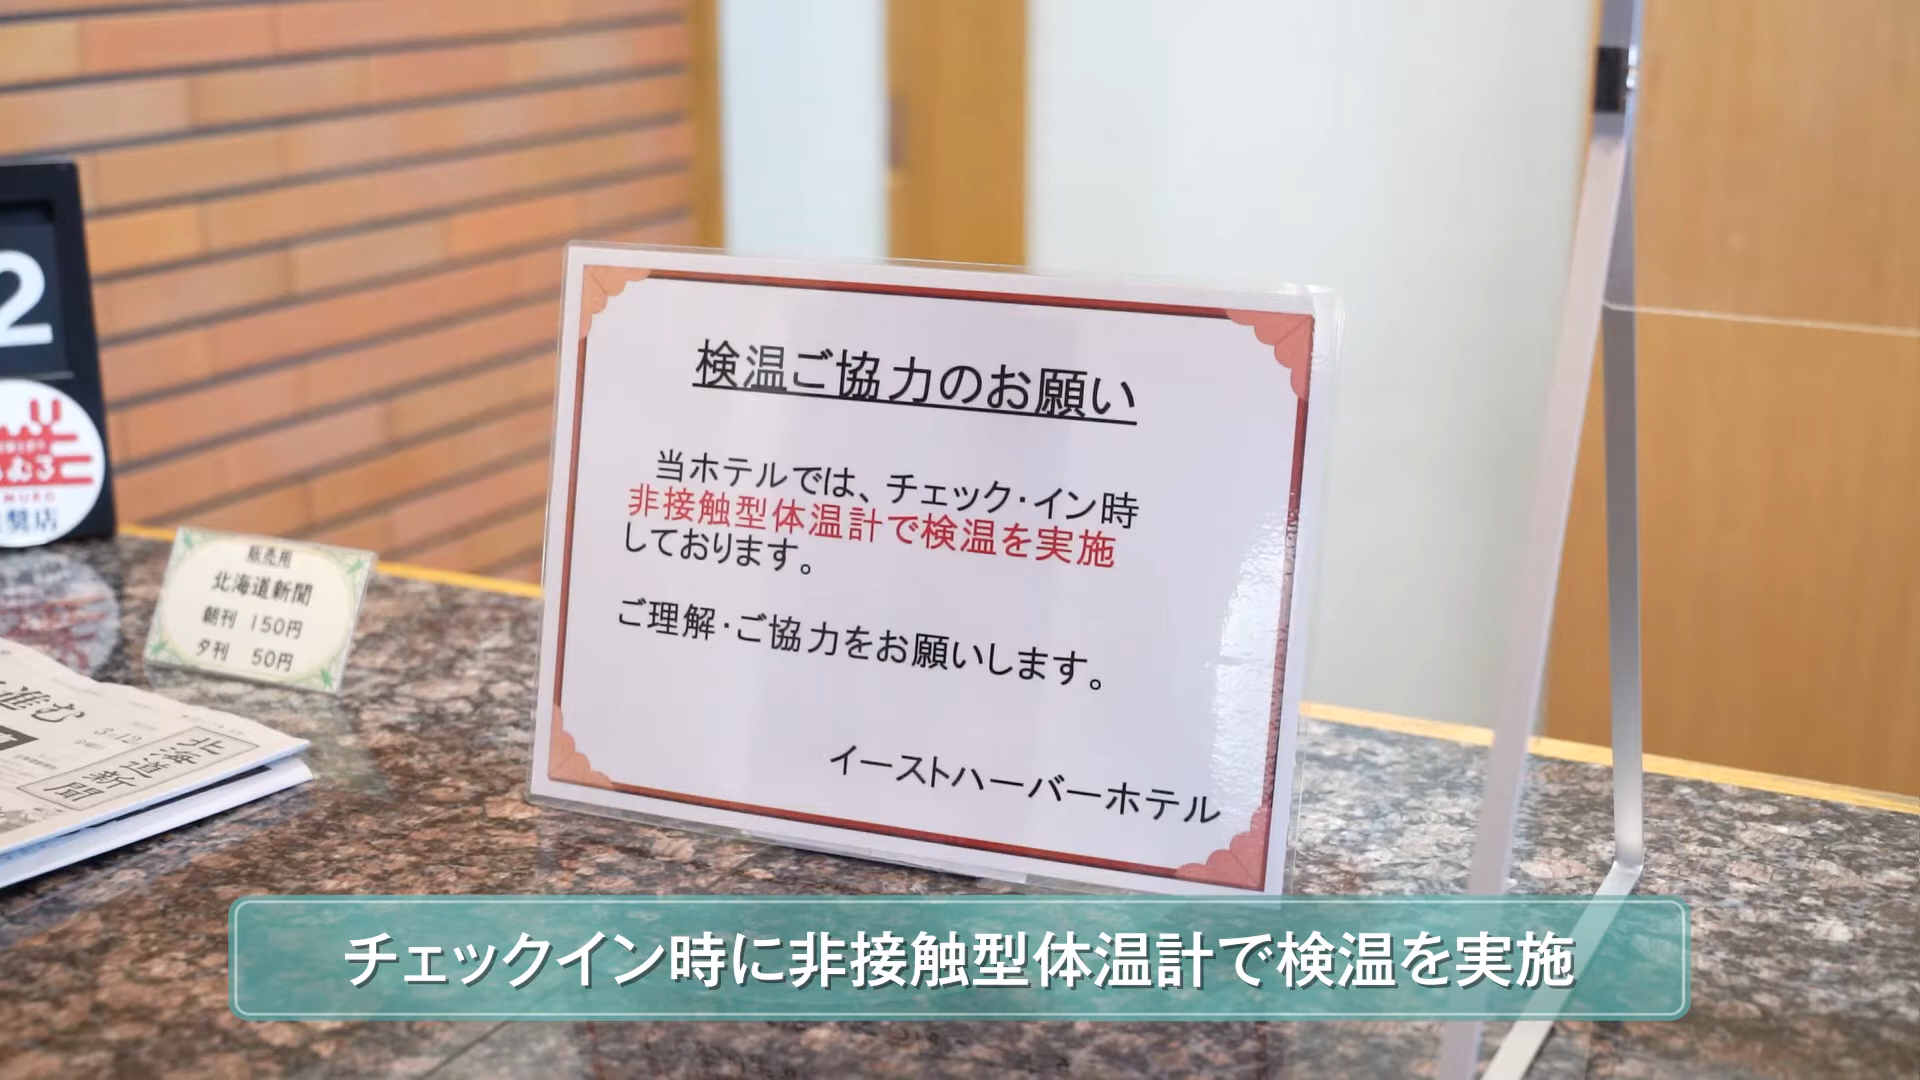 2
MURO
販売用
北海道新聞
朝刊 150円
夕刊 50円
進む
3・12
北海道新聞
検温ご協力のお願い
当ホテルでは、チェック・イン時
非接触型体温計で検温を実施
しております。
ご理解・ご協力をお願いします。
イーストハーバーホテル
チェックイン時に非接触型体温計で検温を実施